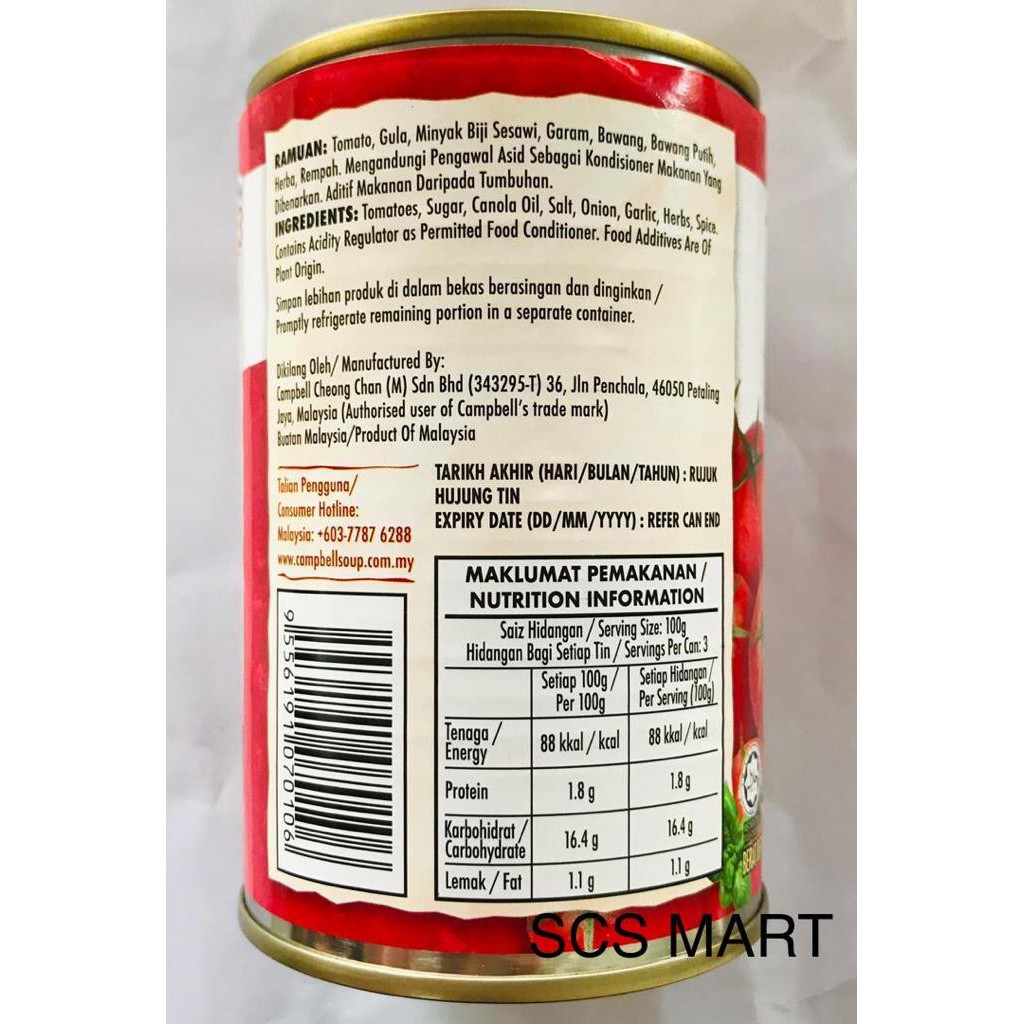 RAMUAN: Tomato, Gula, Minyak Biji Sesawi, Garam, Bawang, Bawang Putih,
Herba, Rempah. Mengandungi Pengawal Asid Sebagai Kondisioner Makanan Yang
Dibenarkan. Aditif Makanan Daripada Tumbuhan.
INGREDIENTS: Tomatoes, Sugar, Canola Oil, Salt, Onion, Garlic, Herbs, Spice.
Contains Acidity Regulator as Permitted Food Conditioner. Food Additives Are Of
Plant Origin.
Simpan lebihan produk di dalam bekas berasingan dan dinginkan /
Promptly refrigerate remaining portion in a separate container.
Dikilang Oleh/ Manufactured By:
Campbell Cheong Chan (M) Sdn Bhd (343295-T) 36, Jln Penchala, 46050 Petaling
Jaya, Malaysia (Authorised user of Campbell's trade mark)
Buatan Malaysia/Product Of Malaysia
Talian Pengguna/
Consumer Hotline:
Malaysia: +603-7787 6288
www.campbellsoup.com.my
TARIKH AKHIR (HARI/BULAN/TAHUN) : RUJUK
HUJUNG TIN
EXPIRY DATE (DD/MM/YYYY) : REFER CAN END
9556191070106
MAKLUMAT PEMAKANAN /
NUTRITION INFORMATION
Saiz Hidangan / Serving Size: 100g
Hidangan Bagi Setiap Tin / Servings Per Can: 3
Setiap 100g / Per 100g
Setiap Hidangan / Per Serving (100g)
Tenaga / Energy 88 kkal / kcal 88 kkal / kcal
Protein 1.8 g 1.8 g
Karbohidrat / Carbohydrate 16.4 g 16.4 g
Lemak / Fat 1.1 g 1.1 g
SCS MART